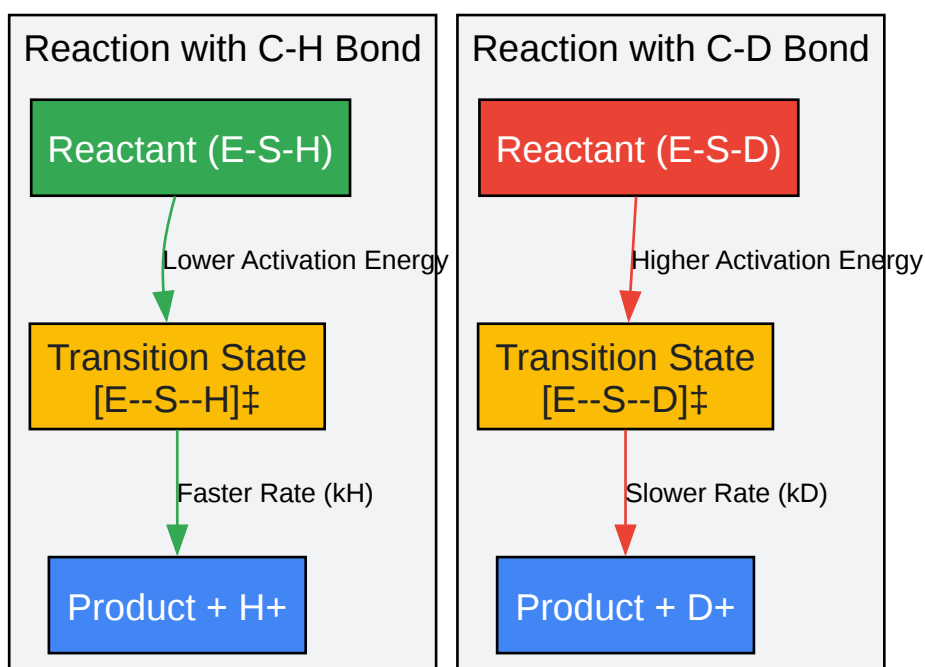 Reaction with C-H Bond
Reactant (E-S-H)
Lower Activation Energy
Transition State
[E--S--H]‡
Faster Rate (kH)
Product + H+
Reaction with C-D Bond
Reactant (E-S-D)
Higher Activation Energy
Transition State
[E--S--D]‡
Slower Rate (kD)
Product + D+